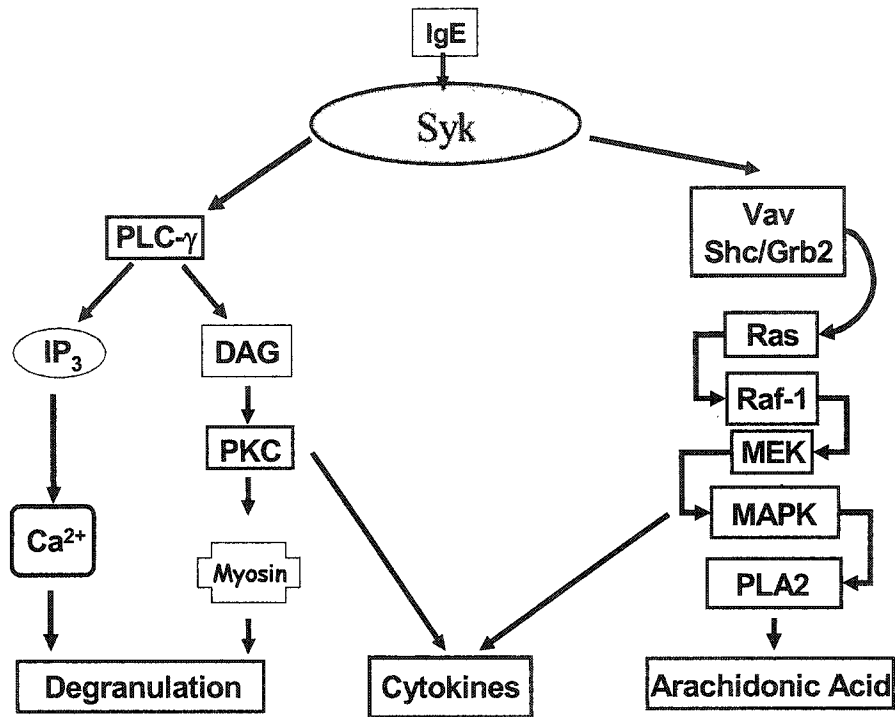 IgE
Syk
PLC-γ
Vav
Shc/Grb2
IP₃
DAG
Ras
Raf-1
PKC
MEK
Ca²⁺
MAPK
Myosin
PLA2
Degranulation
Cytokines
Arachidonic Acid